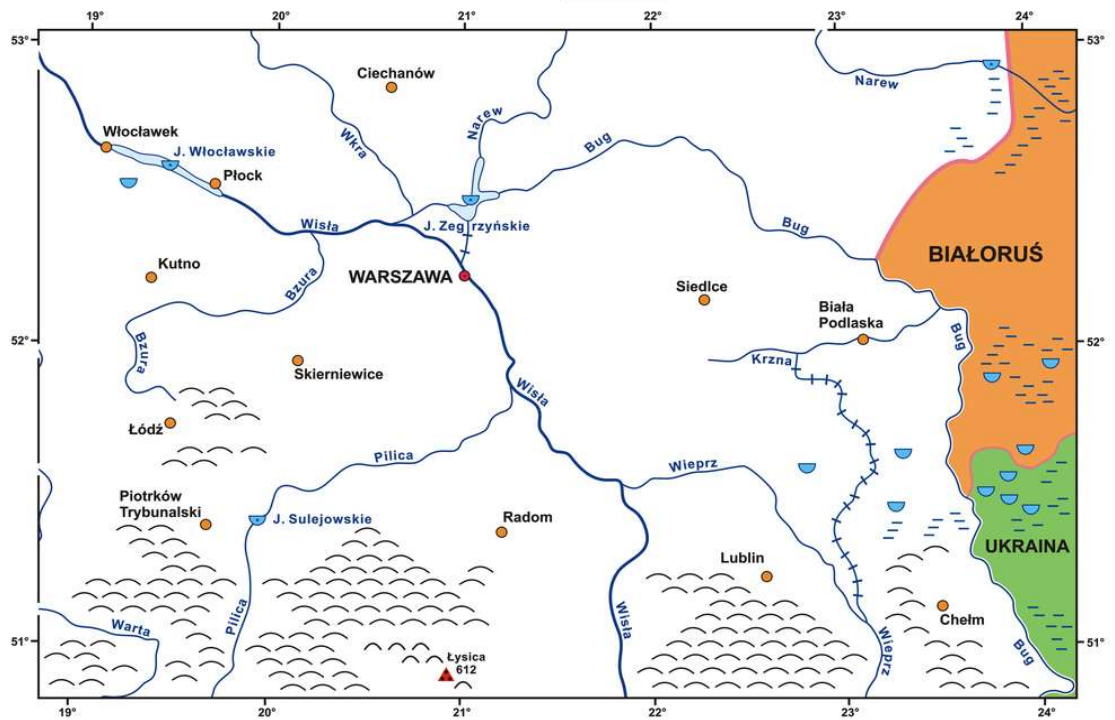 19°
20°
21°
22°
23°
24°
53°
53°
Ciechanów
Narew
Narew
Włocławek
Wkra
Bug
J. Włocławskie
Płock
Wisła
J. Zegrzyńskie
Bug
BIAŁORUŚ
Kutno
Bzura
WARSZAWA
Siedlce
Biała
Podlaska
52°
52°
Bzura
Bug
Skierniewice
Krzna
Wisła
Łódź
Pilica
Wieprz
Piotrków
Trybunalski
J. Sulejowskie
Radom
UKRAINA
Lublin
Chełm
Warta
Pilica
Wisła
51°
51°
Wieprz
Bug
Łysica
612
19°
20°
21°
22°
23°
24°